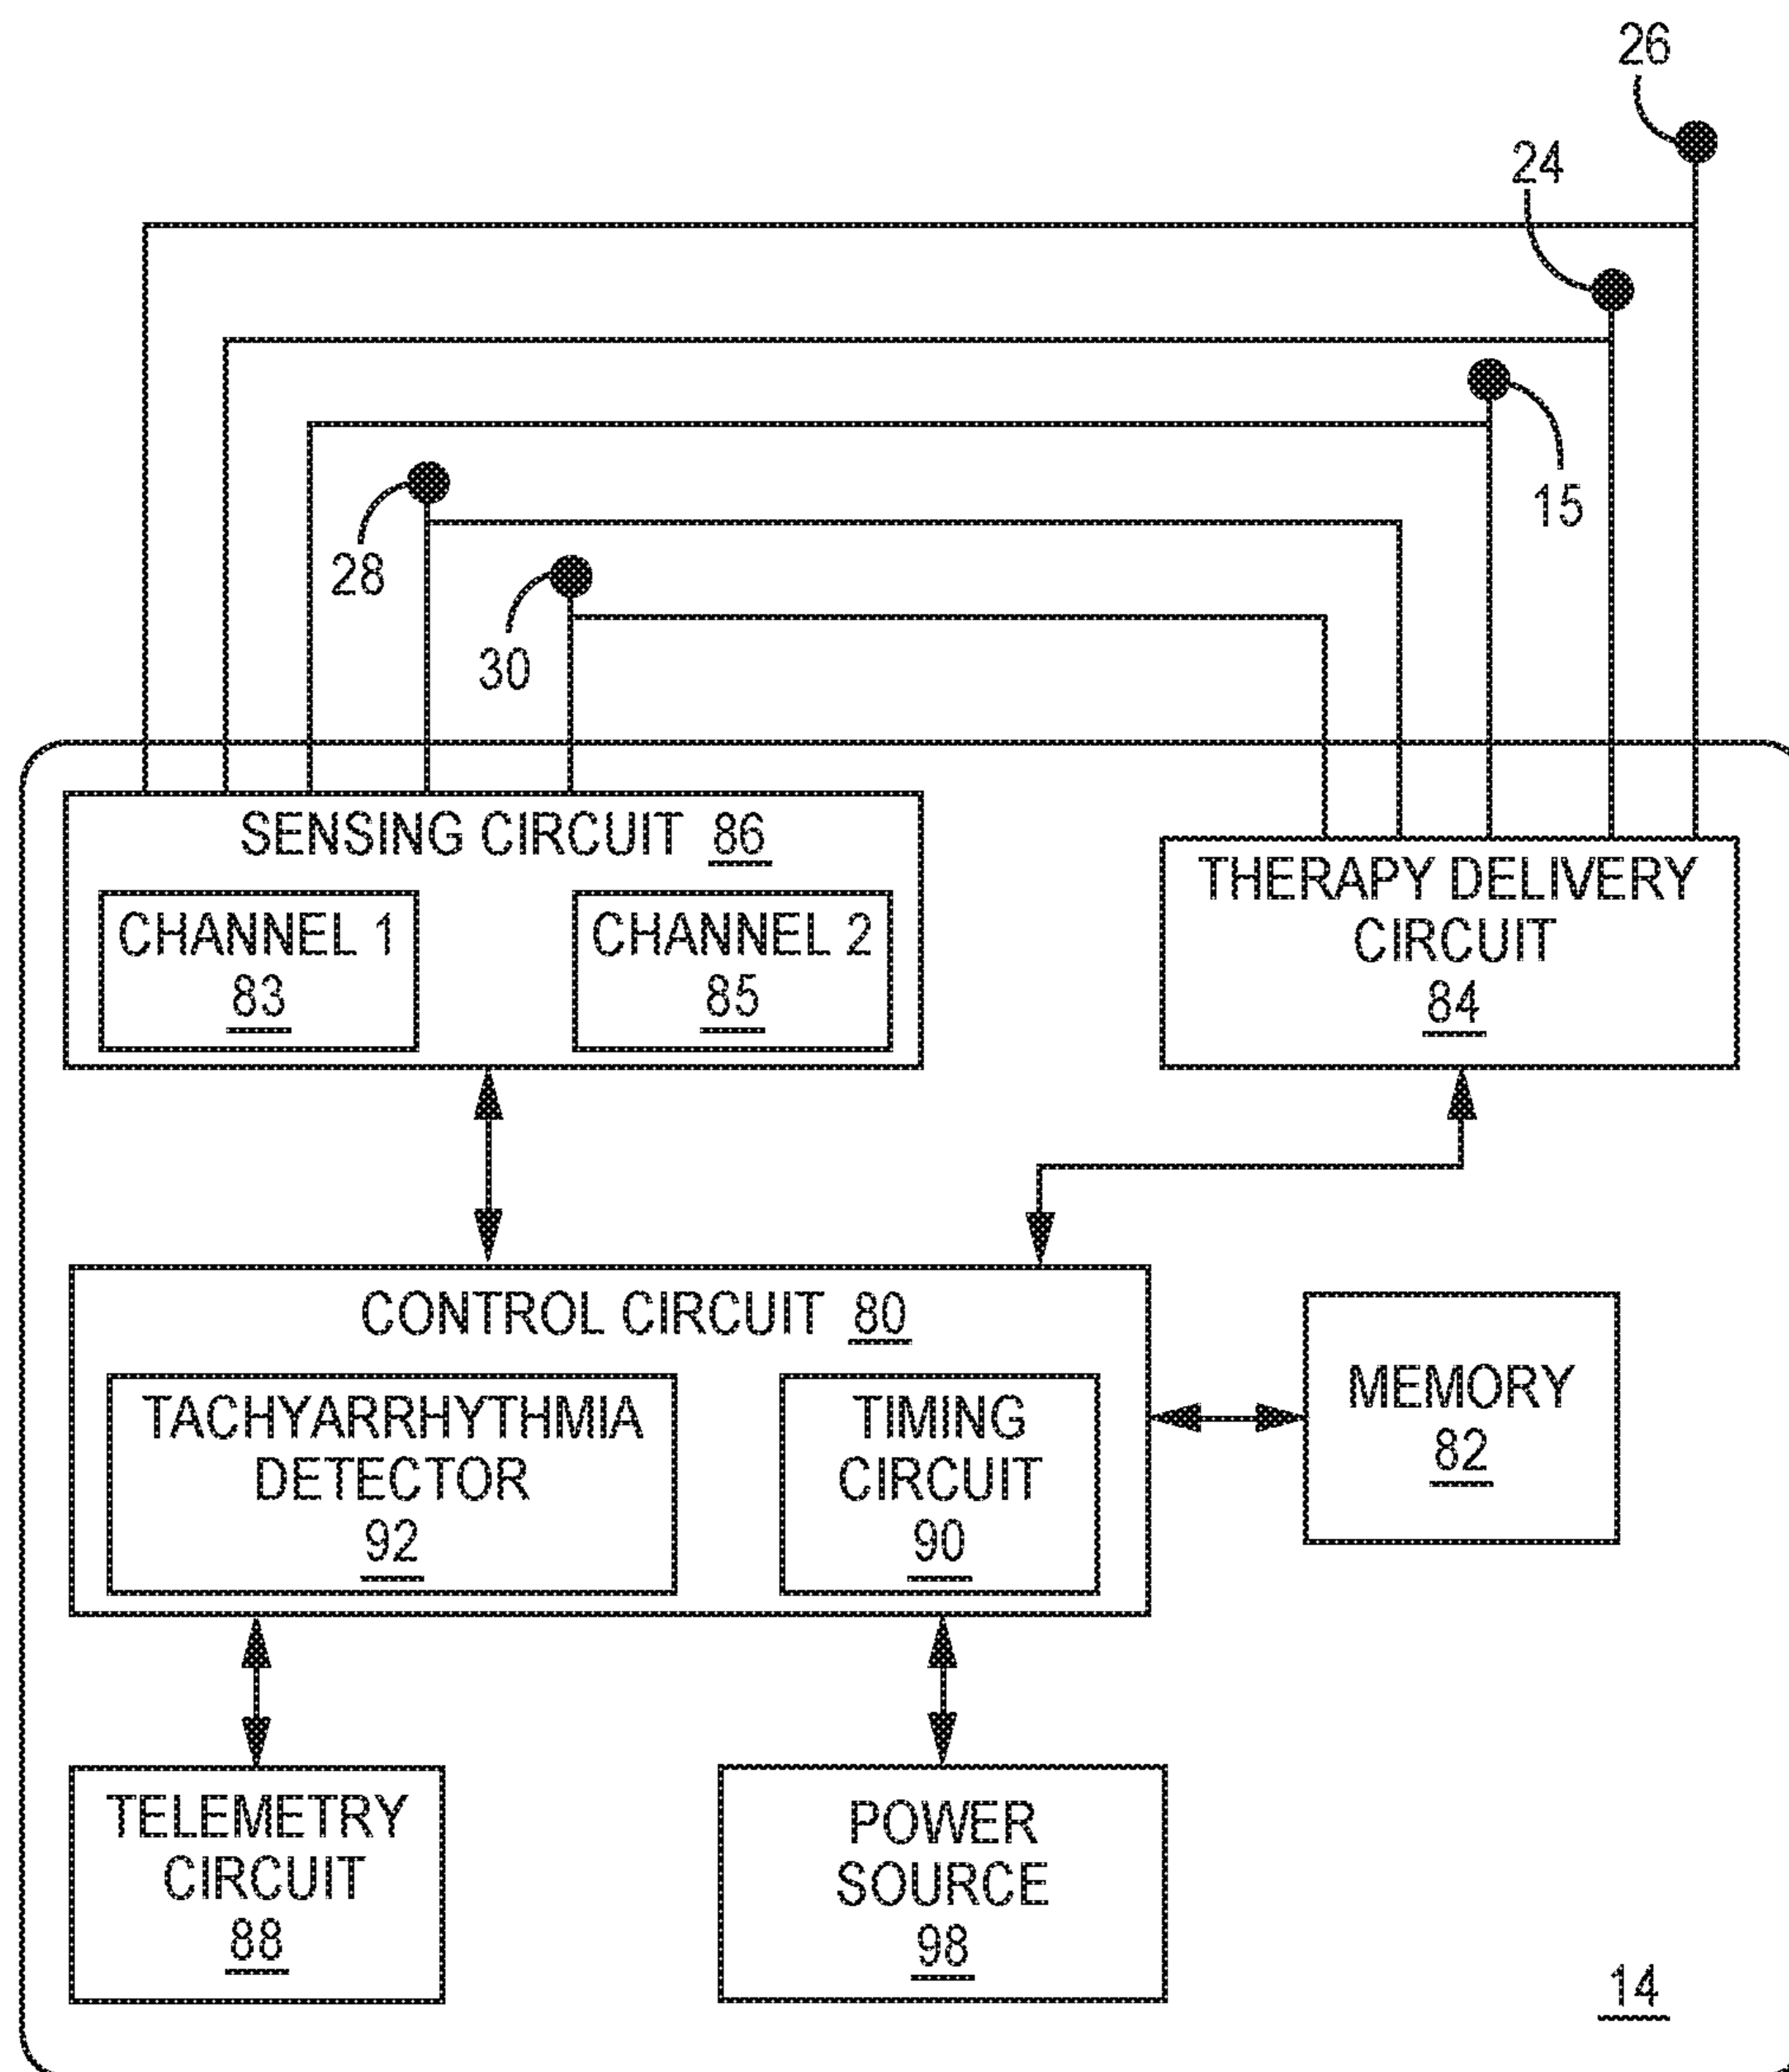 26
24
15
28
30
SENSING CIRCUIT 86
CHANNEL 1
83
CHANNEL 2
85
THERAPY DELIVERY
CIRCUIT
84
CONTROL CIRCUIT 80
TACHYARRHYTHMIA
DETECTOR
92
TIMING
CIRCUIT
90
MEMORY
82
TELEMETRY
CIRCUIT
88
POWER
SOURCE
98
14